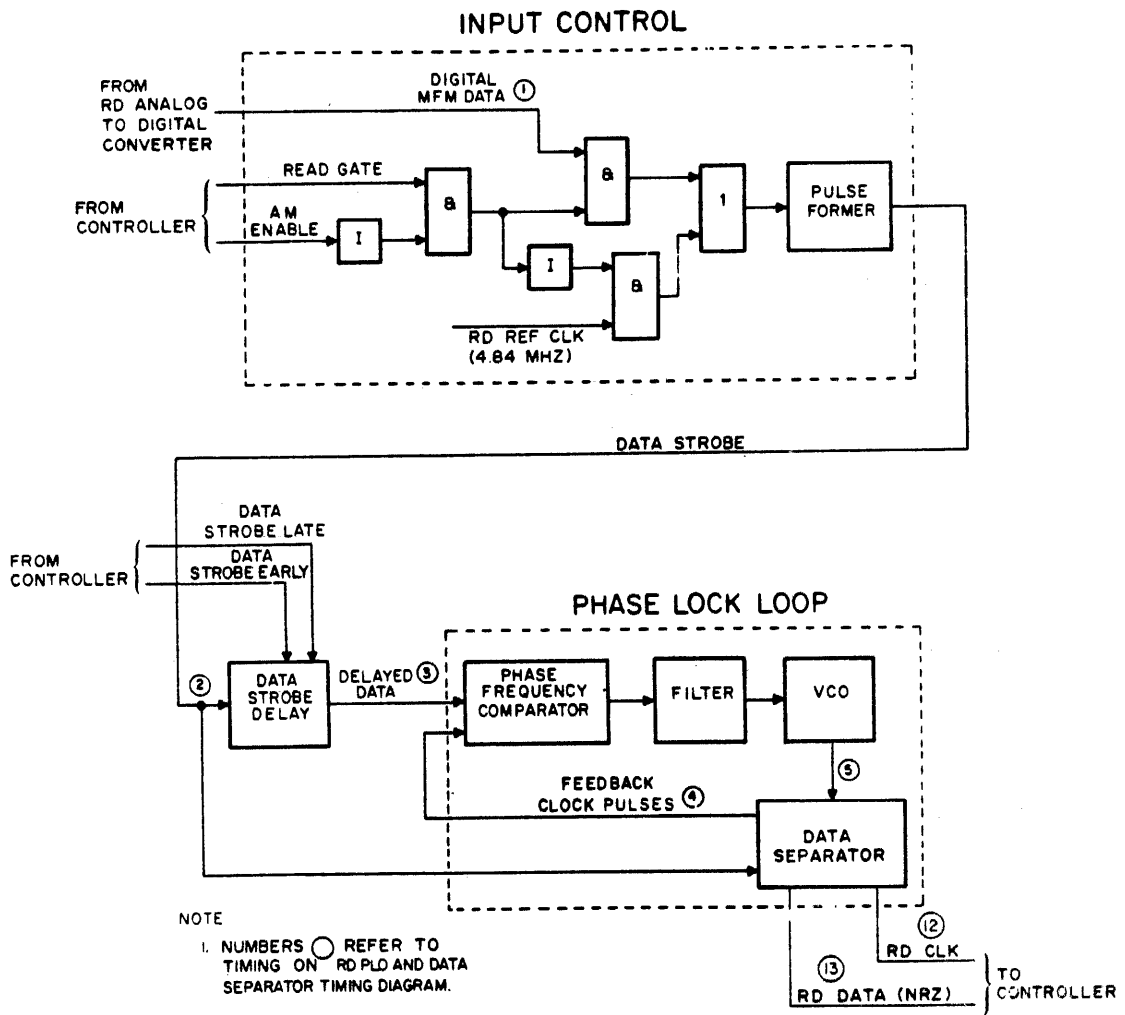 INPUT CONTROL
FROM
RD ANALOG
TO DIGITAL
CONVERTER
DIGITAL
MFM DATA ①
READ GATE
FROM
CONTROLLER
AM
ENABLE
I
&
&
I
&
1
PULSE
FORMER
RD REF CLK
(4.84 MHZ)
DATA STROBE
DATA
STROBE LATE
FROM
CONTROLLER
DATA
STROBE EARLY
PHASE LOCK LOOP
②
DATA
STROBE
DELAY
DELAYED ③
DATA
PHASE
FREQUENCY
COMPARATOR
FILTER
VCO
⑤
FEEDBACK
CLOCK PULSES ④
DATA
SEPARATOR
NOTE
1. NUMBERS ◯ REFER TO
TIMING ON RD PLO AND DATA
SEPARATOR TIMING DIAGRAM.
⑫
RD CLK
⑬
RD DATA (NRZ)
TO
CONTROLLER